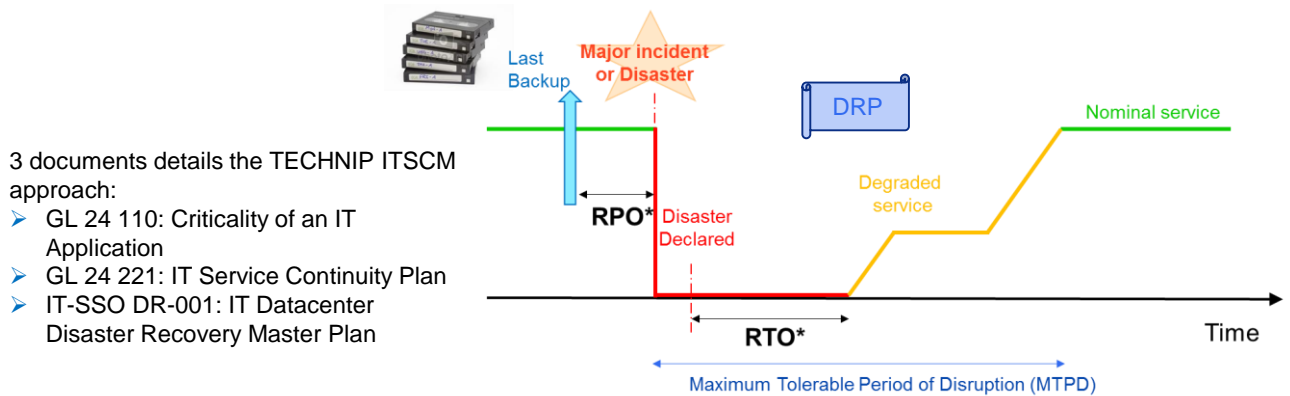 Last
Backup
Major incident
or Disaster
DRP
Nominal service
3 documents details the TECHNIP ITSCM
approach:
➢ GL 24 110: Criticality of an IT
Application
➢ GL 24 221: IT Service Continuity Plan
➢ IT-SSO DR-001: IT Datacenter
Disaster Recovery Master Plan
Degraded
service
RPO*
Disaster
Declared
RTO*
Time
Maximum Tolerable Period of Disruption (MTPD)